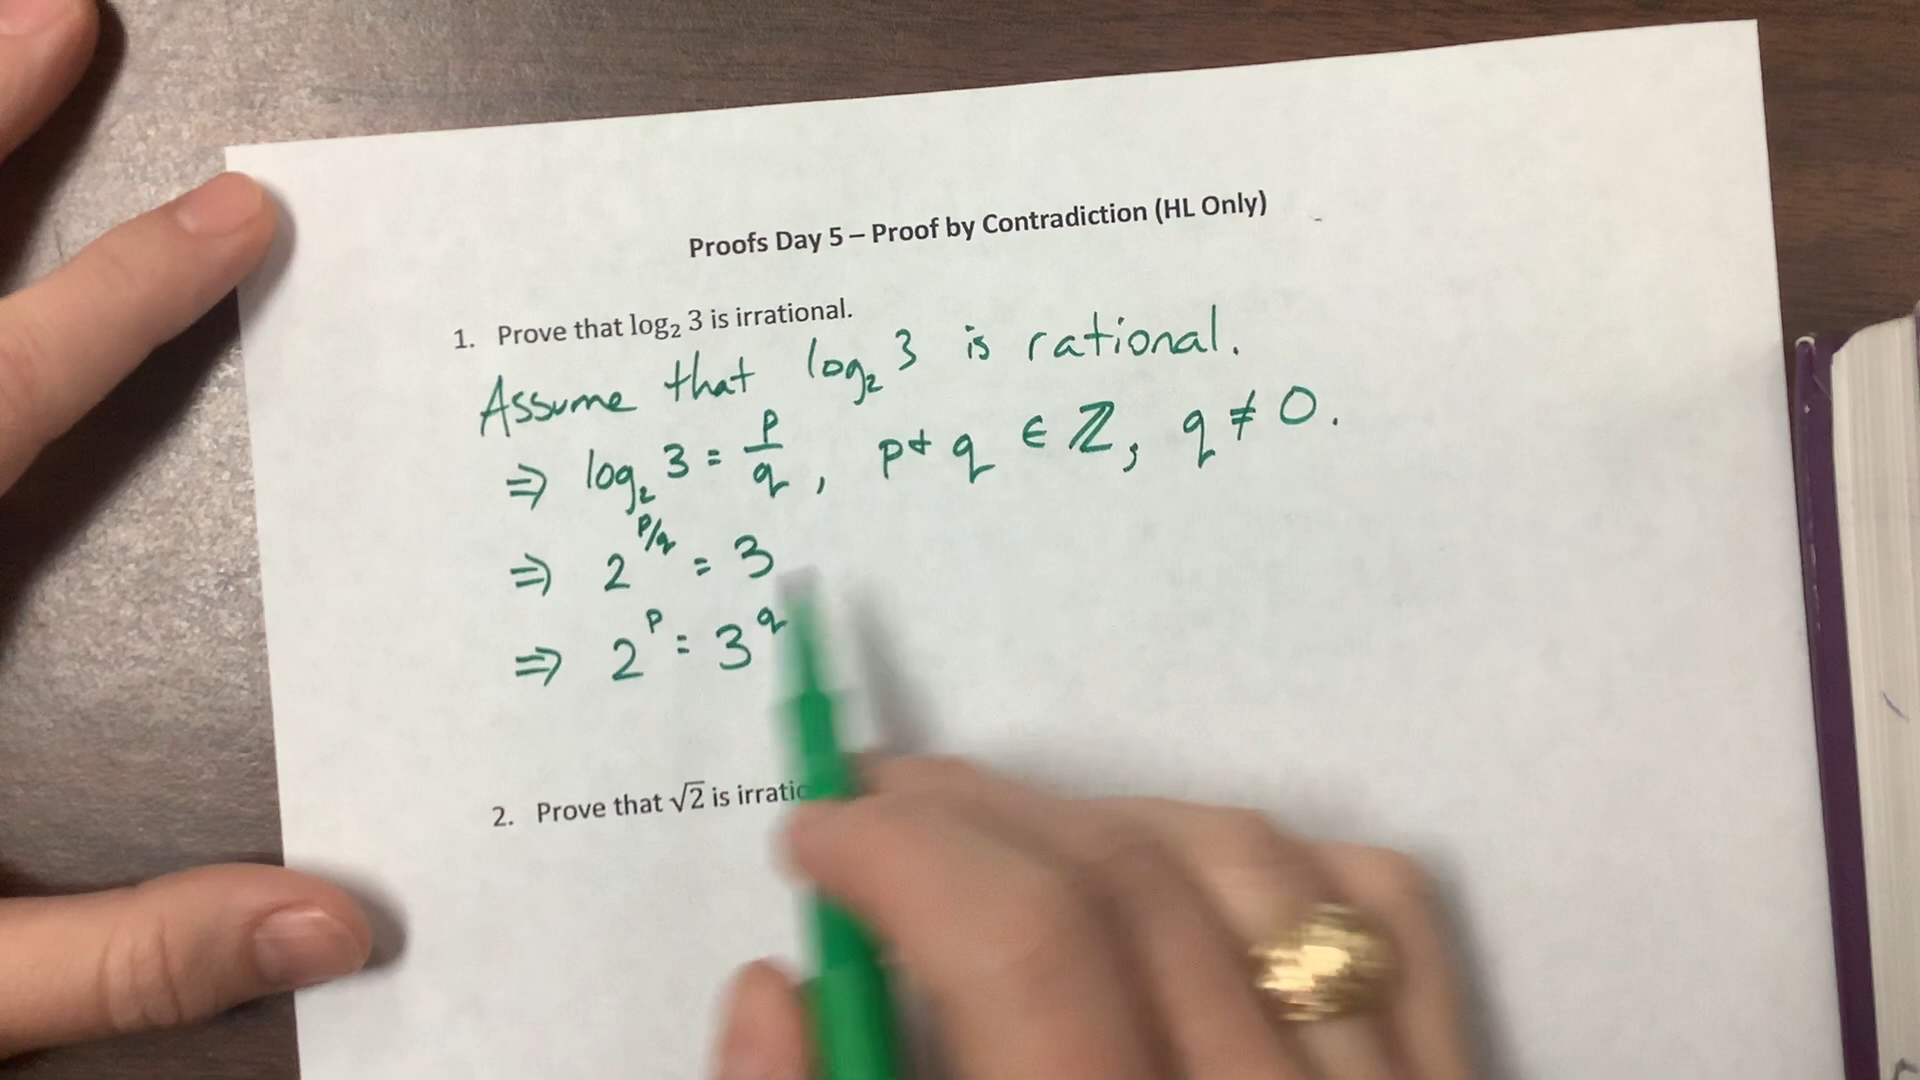 Proofs Day 5 – Proof by Contradiction (HL Only)
1. Prove that log₂ 3 is irrational.
Assume that log₂ 3 is rational.
⇒ log₂ 3 = p/q, p & q ∈ ℤ, q ≠ 0.
⇒ 2^(p/q) = 3
⇒ 2^p = 3^q
2. Prove that √2 is irratio